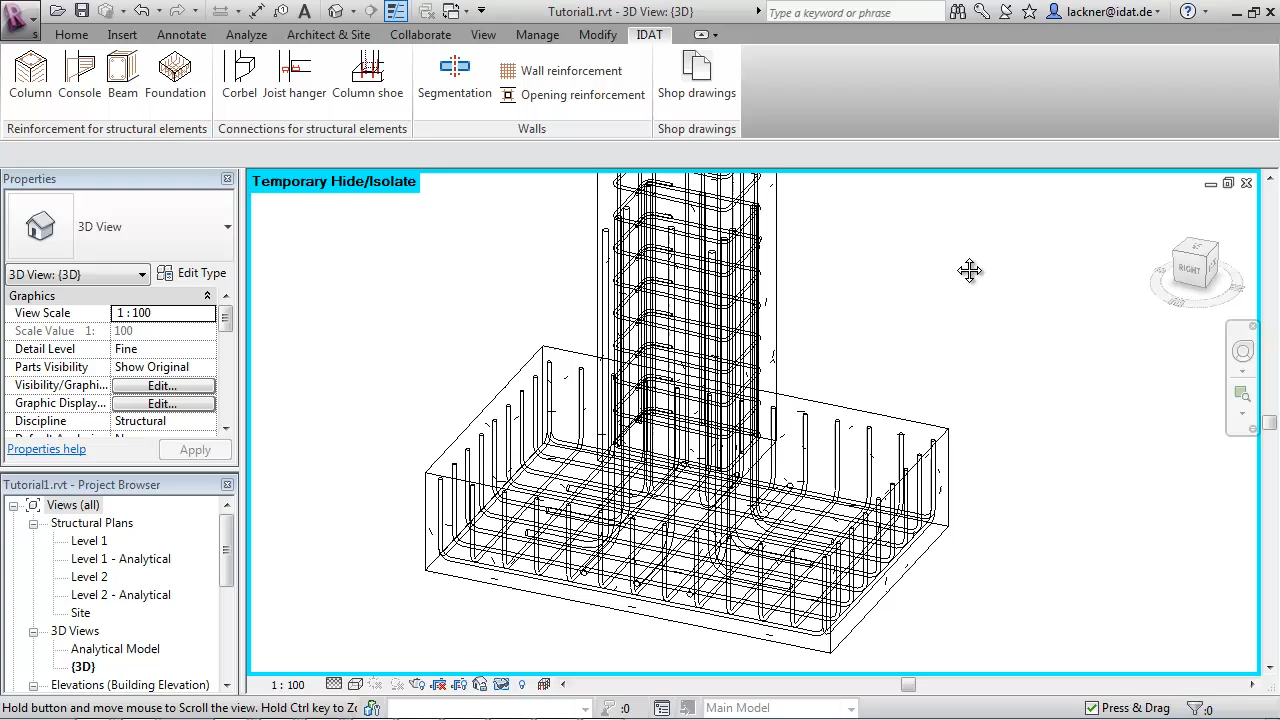 Tutorial1.rvt - 3D View: {3D}
Type a keyword or phrase
lackner@idat.de
Home Insert Annotate Analyze Architect & Site Collaborate View Manage Modify IDAT
Wall reinforcement
Column Console Beam Foundation Corbel Joist hanger Column shoe Segmentation Opening reinforcement Shop drawings
Reinforcement for structural elements Connections for structural elements Walls Shop drawings
Properties
3D View
3D View: {3D} Edit Type
Graphics
View Scale 1 : 100
Scale Value 1: 100
Detail Level Fine
Parts Visibility Show Original
Visibility/Graphi... Edit...
Graphic Display... Edit...
Discipline Structural
Properties help Apply
Tutorial1.rvt - Project Browser
Views (all)
Structural Plans
Level 1
Level 1 - Analytical
Level 2
Level 2 - Analytical
Site
3D Views
Analytical Model
{3D}
Elevations (Building Elevation)
Temporary Hide/Isolate
RIGHT
1 : 100
Hold button and move mouse to Scroll the view. Hold Ctrl key to Zc
:0
Main Model
Press & Drag
:0